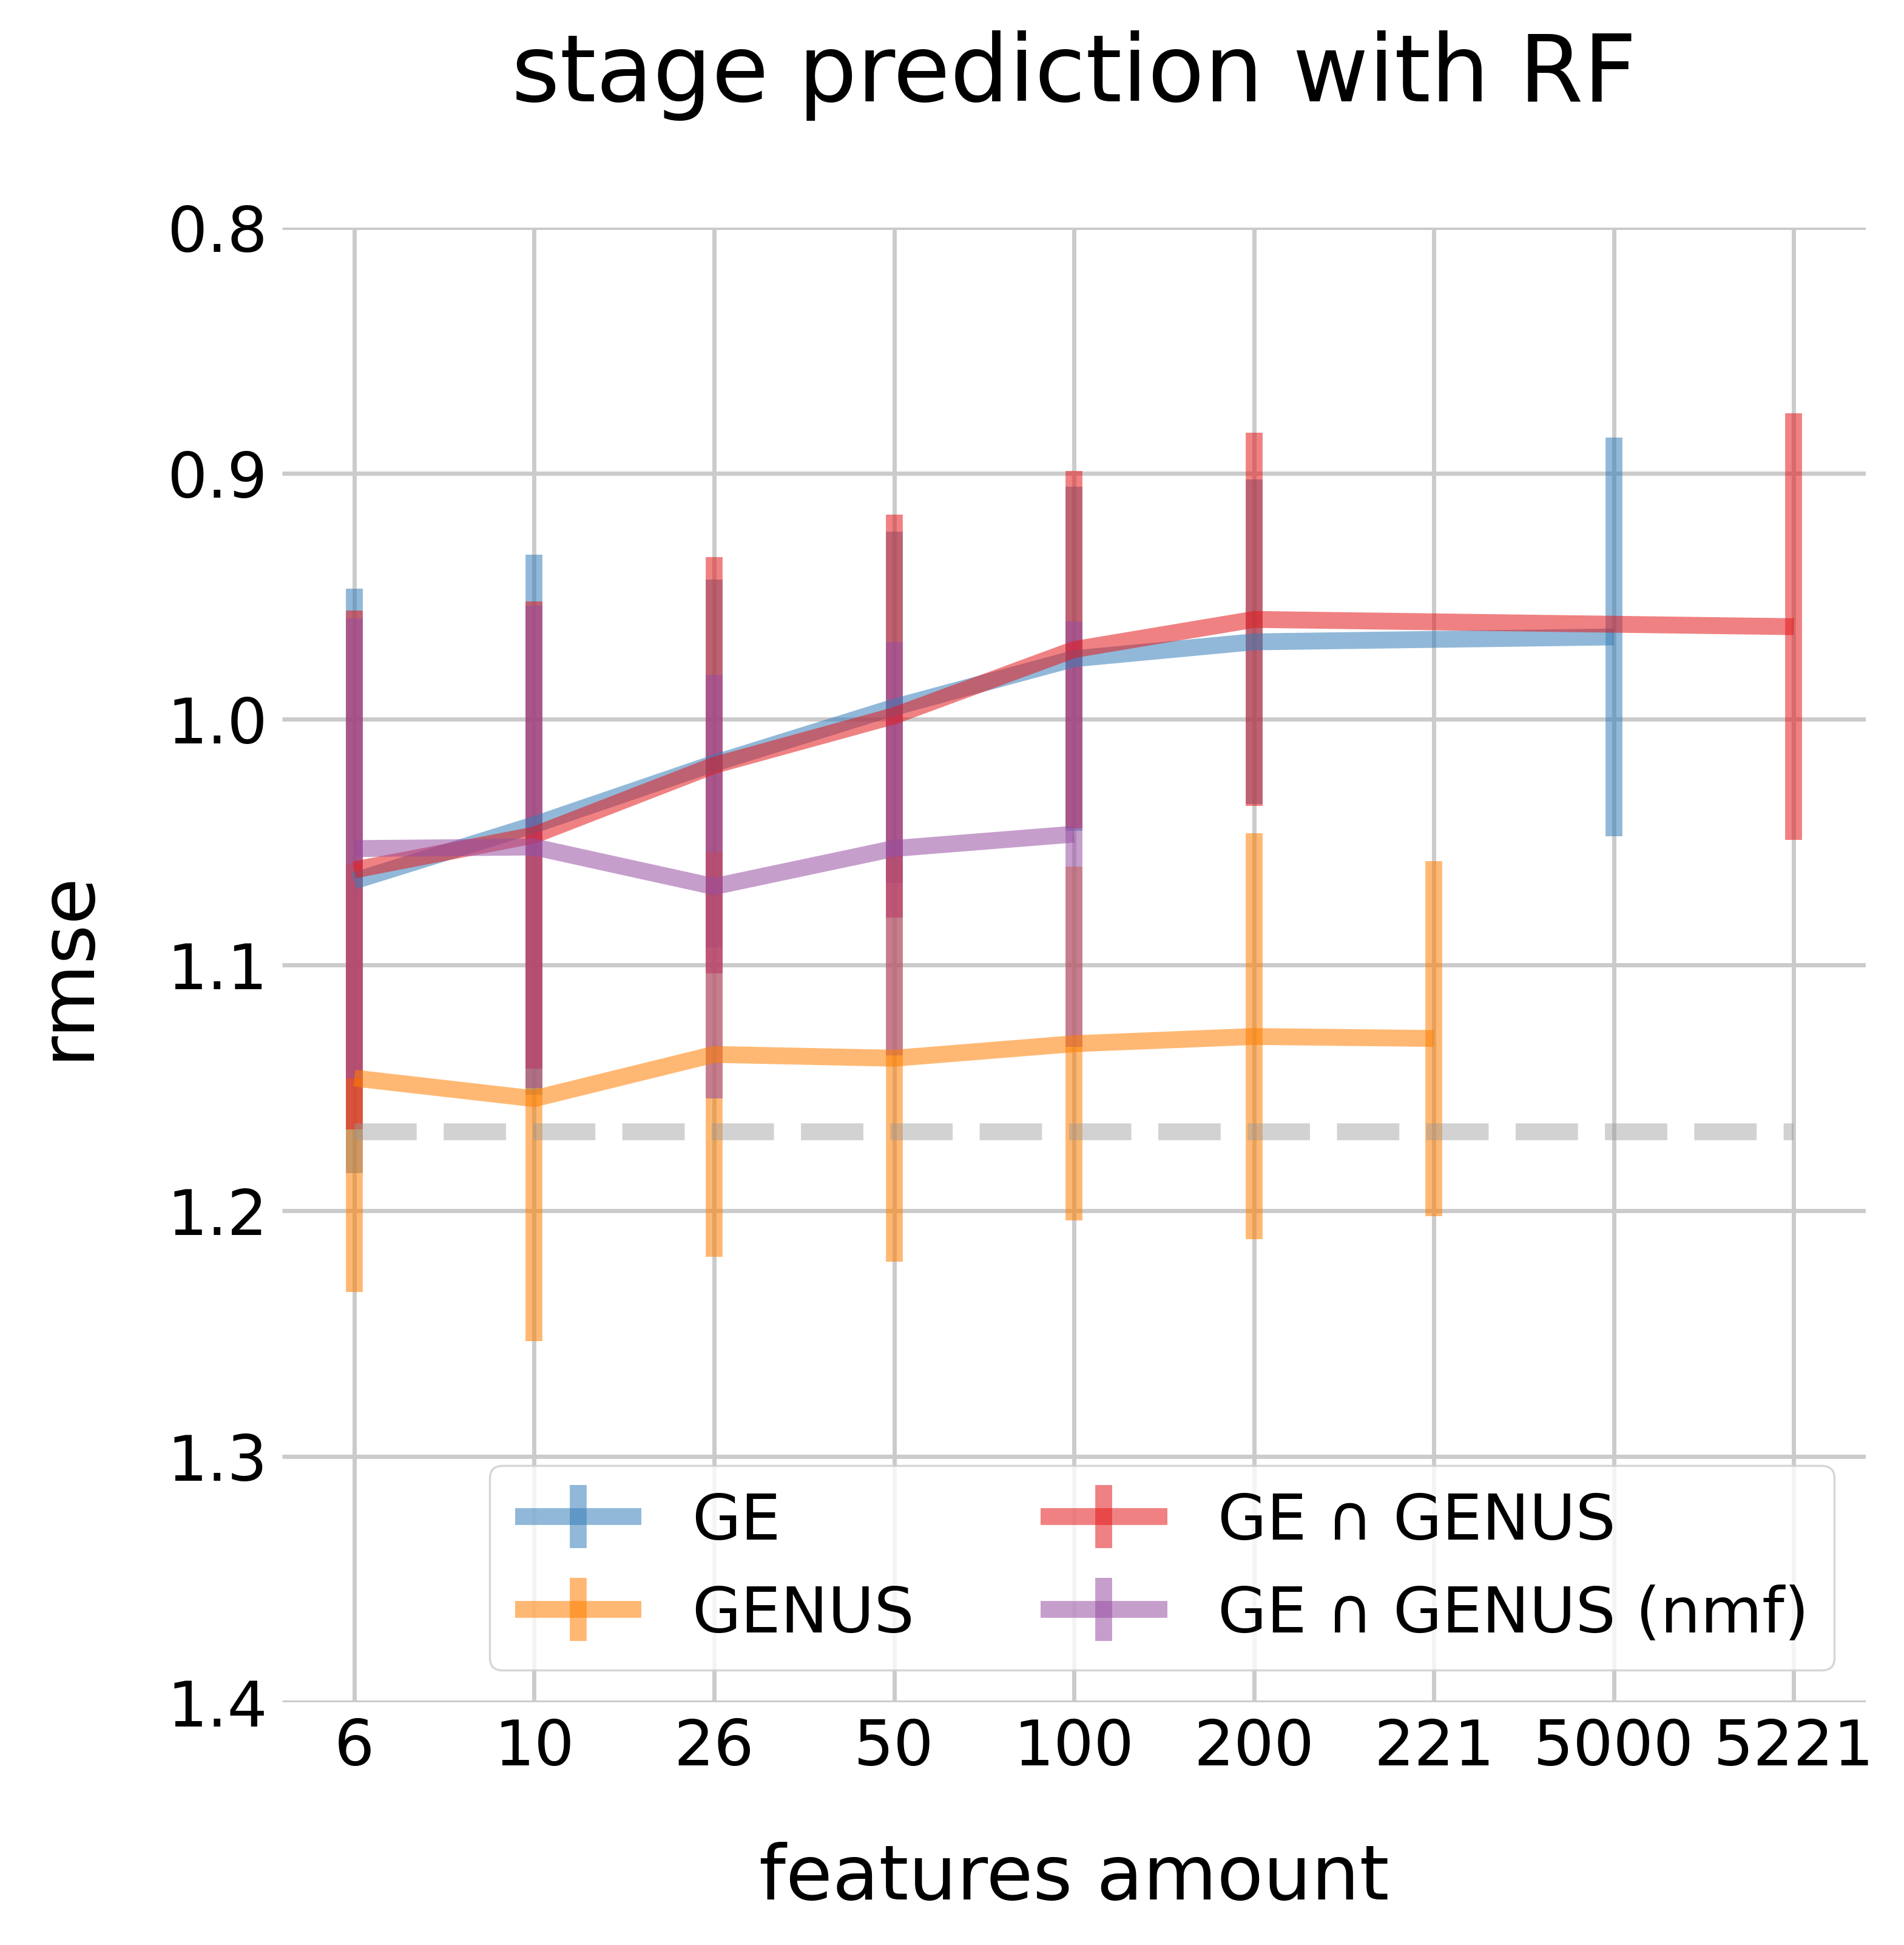 stage prediction with RF
0.8
0.9
1.0
1.1
1.2
1.3
1.4
rmse
GE
GENUS
GE ∩ GENUS
GE ∩ GENUS (nmf)
6 10 26 50 100 200 221 5000 5221
features amount